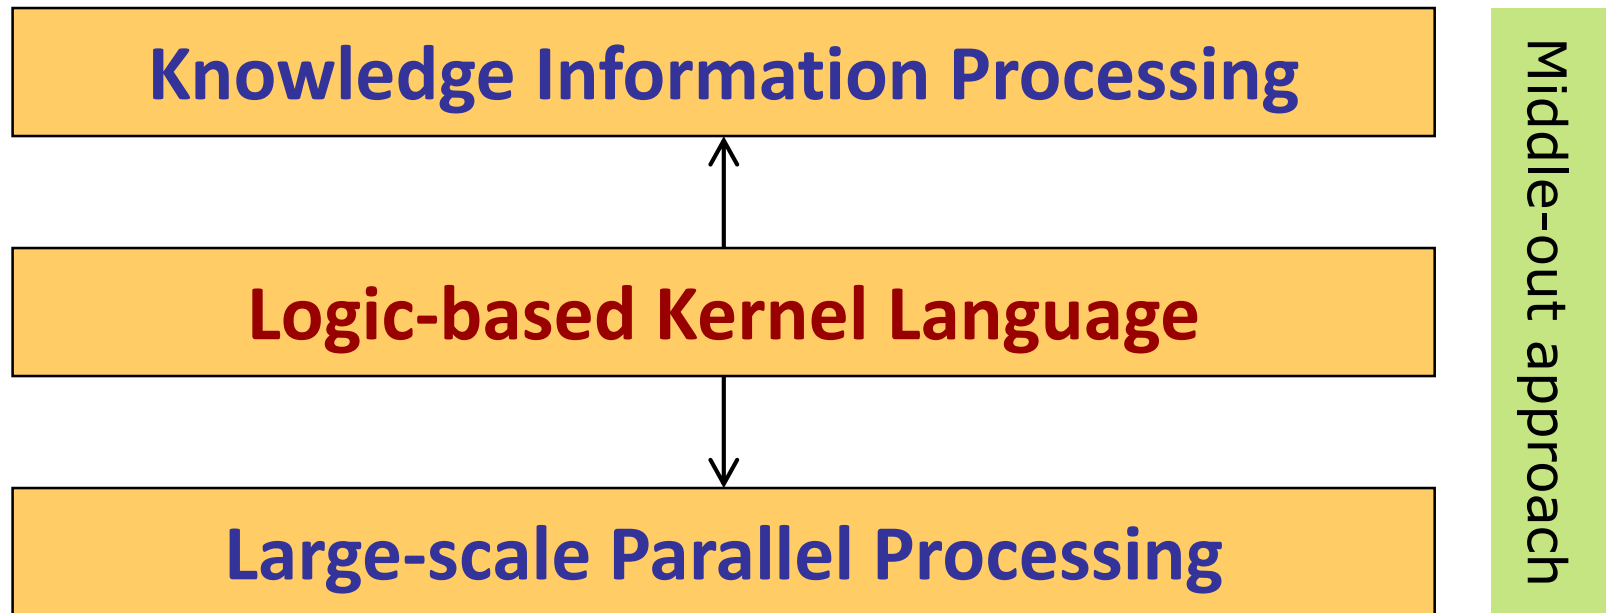 Knowledge Information Processing
Logic-based Kernel Language
Large-scale Parallel Processing
Middle-out approach